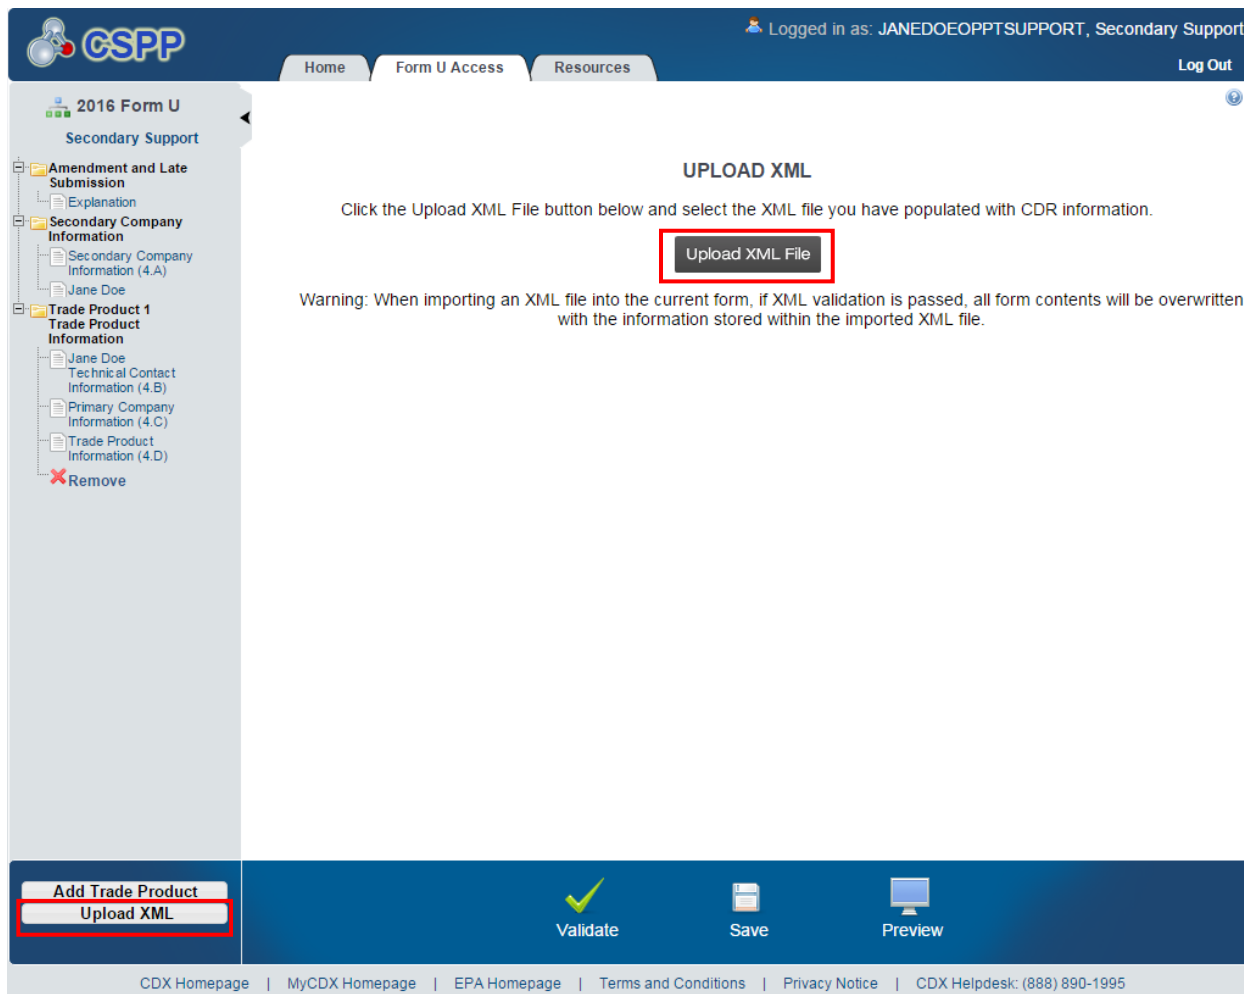 CSPP
Logged in as: JANEDOEOPPTSUPPORT, Secondary Support
Home
Form U Access
Resources
Log Out
2016 Form U
Secondary Support
Amendment and Late
Submission
Explanation
Secondary Company
Information
Secondary Company
Information (4.A)
Jane Doe
Trade Product 1
Trade Product
Information
Jane Doe
Technical Contact
Information (4.B)
Primary Company
Information (4.C)
Trade Product
Information (4.D)
Remove
UPLOAD XML
Click the Upload XML File button below and select the XML file you have populated with CDR information.
Upload XML File
Warning: When importing an XML file into the current form, if XML validation is passed, all form contents will be overwritten
with the information stored within the imported XML file.
Add Trade Product
Upload XML
Validate
Save
Preview
CDX Homepage | MyCDX Homepage | EPA Homepage | Terms and Conditions | Privacy Notice | CDX Helpdesk: (888) 890-1995